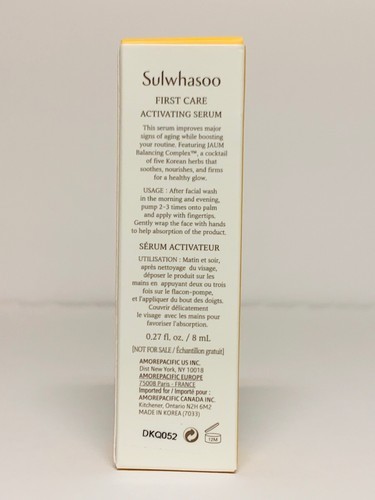 Sulwhasoo
FIRST CARE
ACTIVATING SERUM
This serum improves major
signs of aging while boosting
your routine. Featuring JAUM
Balancing Complex™, a cocktail
of five Korean herbs that
soothes, nourishes, and firms
for a healthy glow.
USAGE : After facial wash
in the morning and evening,
pump 2-3 times onto palm
and apply with fingertips.
Gently wrap the face with hands
to help absorption of the product.
SÉRUM ACTIVATEUR
UTILISATION : Matin et soir,
après nettoyage du visage,
déposet le produit sur les
mains en appuyant deux ou trois
fois sur le flacon-pompe,
et l'appliquer du bout des doigts.
Couvrir délicatement
le visage avec les mains pour
favoriser l'absorption.
0.27 fl. oz. / 8 mL
[NOT FOR SALE / Échantillon gratuit]
AMOREPACIFIC US INC.
Dist New York, NY 10018
AMOREPACIFIC EUROPE
75008 Paris - FRANCE
Imported for / Importé pour :
AMOREPACIFIC CANADA INC.
Kitchener, Ontario N2H 6M2
MADE IN KOREA (7033)
DKQ052
12M